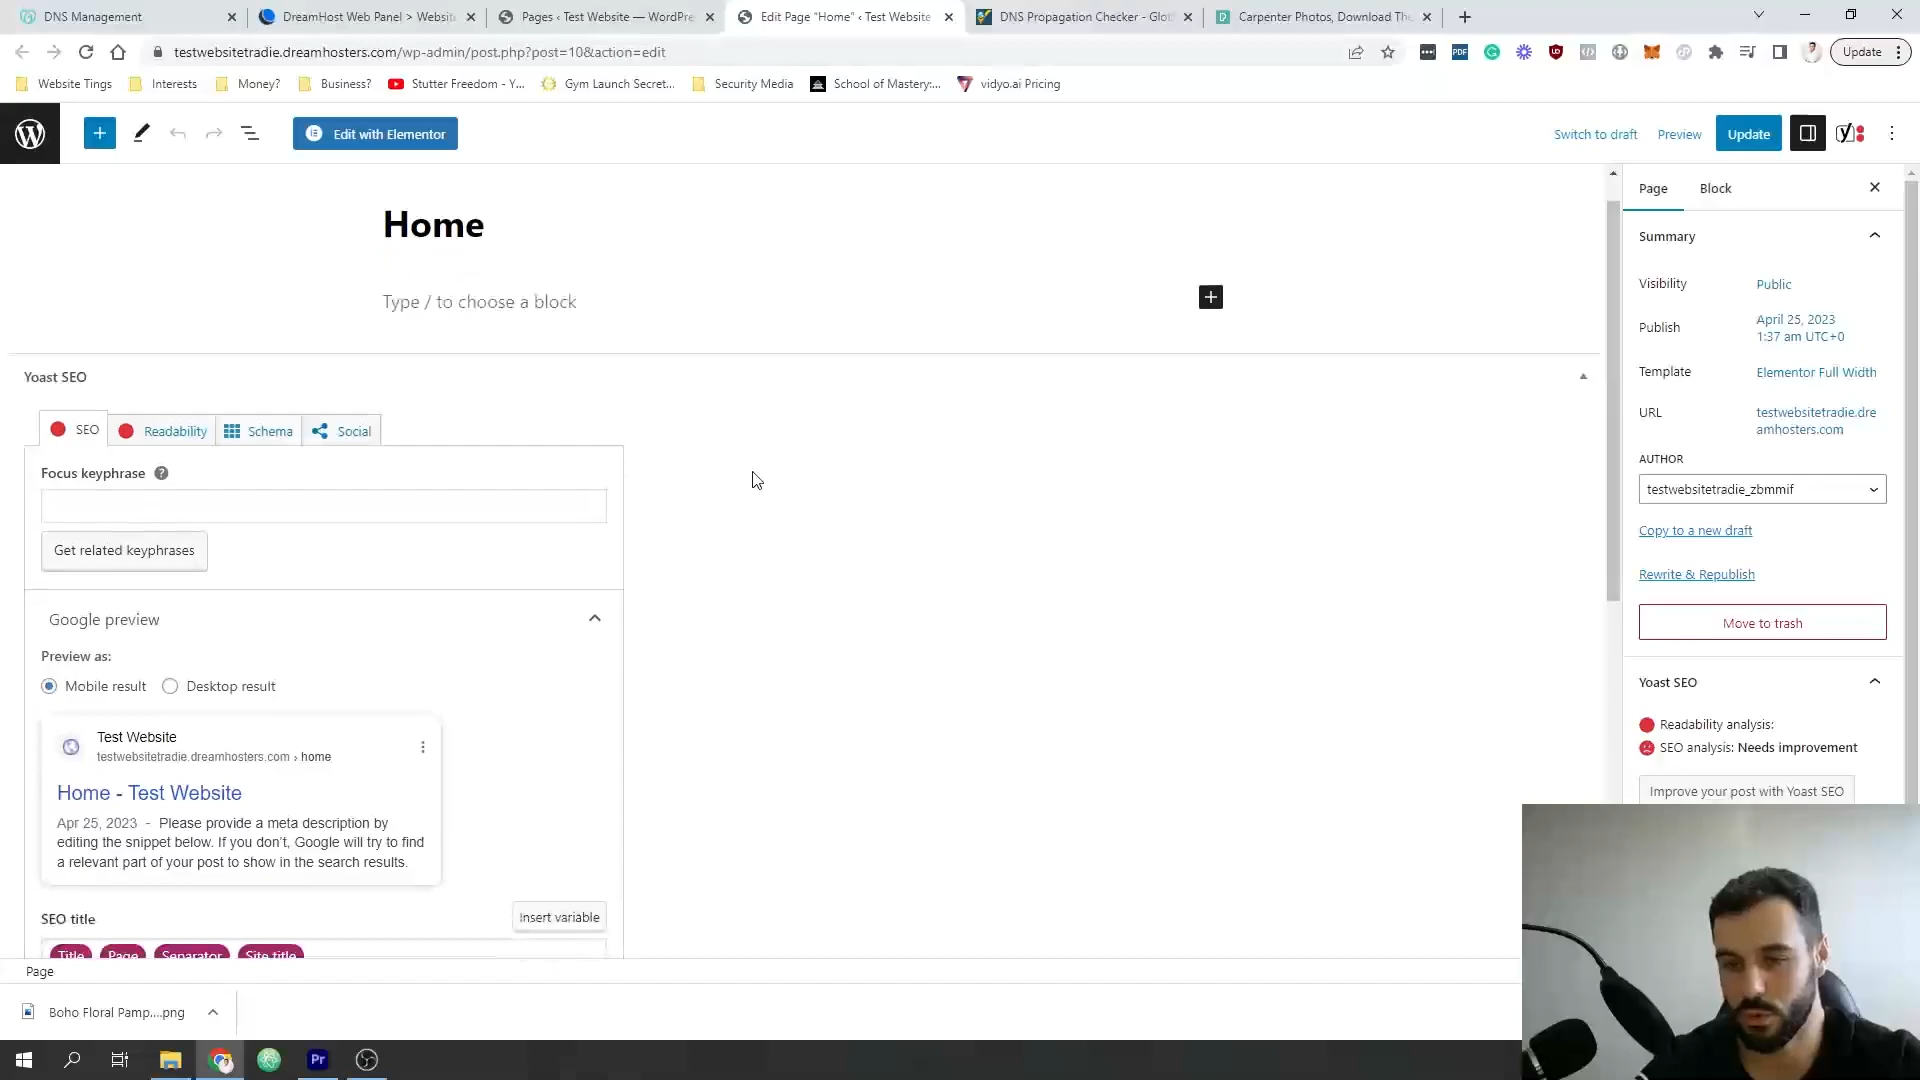 DNS Management
DreamHost Web Panel > Websit
Pages ‹ Test Website — WordPre
Edit Page "Home" ‹ Test Website
DNS Propagation Checker - Glo
Carpenter Photos, Download The
testwebsitetradie.dreamhosters.com/wp-admin/post.php?post=10&action=edit
PDF
Update
Website Tings
Interests
Money?
Business?
Stutter Freedom - Y...
Gym Launch Secret...
Security Media
School of Mastery:...
vidyo.ai Pricing
Edit with Elementor
Switch to draft
Preview
Update
Home
Type / to choose a block
Yoast SEO
SEO
Readability
Schema
Social
Focus keyphrase
Get related keyphrases
Google preview
Preview as:
Mobile result
Desktop result
Test Website
testwebsitetradie.dreamhosters.com › home
Home - Test Website
Apr 25, 2023 - Please provide a meta description by
editing the snippet below. If you don't, Google will try to find
a relevant part of your post to show in the search results.
SEO title
Insert variable
Title
Page
Separator
Site title
Page
Page
Block
Summary
Visibility
Public
Publish
April 25, 2023
1:37 am UTC+0
Template
Elementor Full Width
URL
testwebsitetradie.dre
amhosters.com
AUTHOR
testwebsitetradie_zbmmif
Copy to a new draft
Rewrite & Republish
Move to trash
Yoast SEO
Readability analysis:
SEO analysis: Needs improvement
Improve your post with Yoast SEO
Boho Floral Pamp....png
Pr